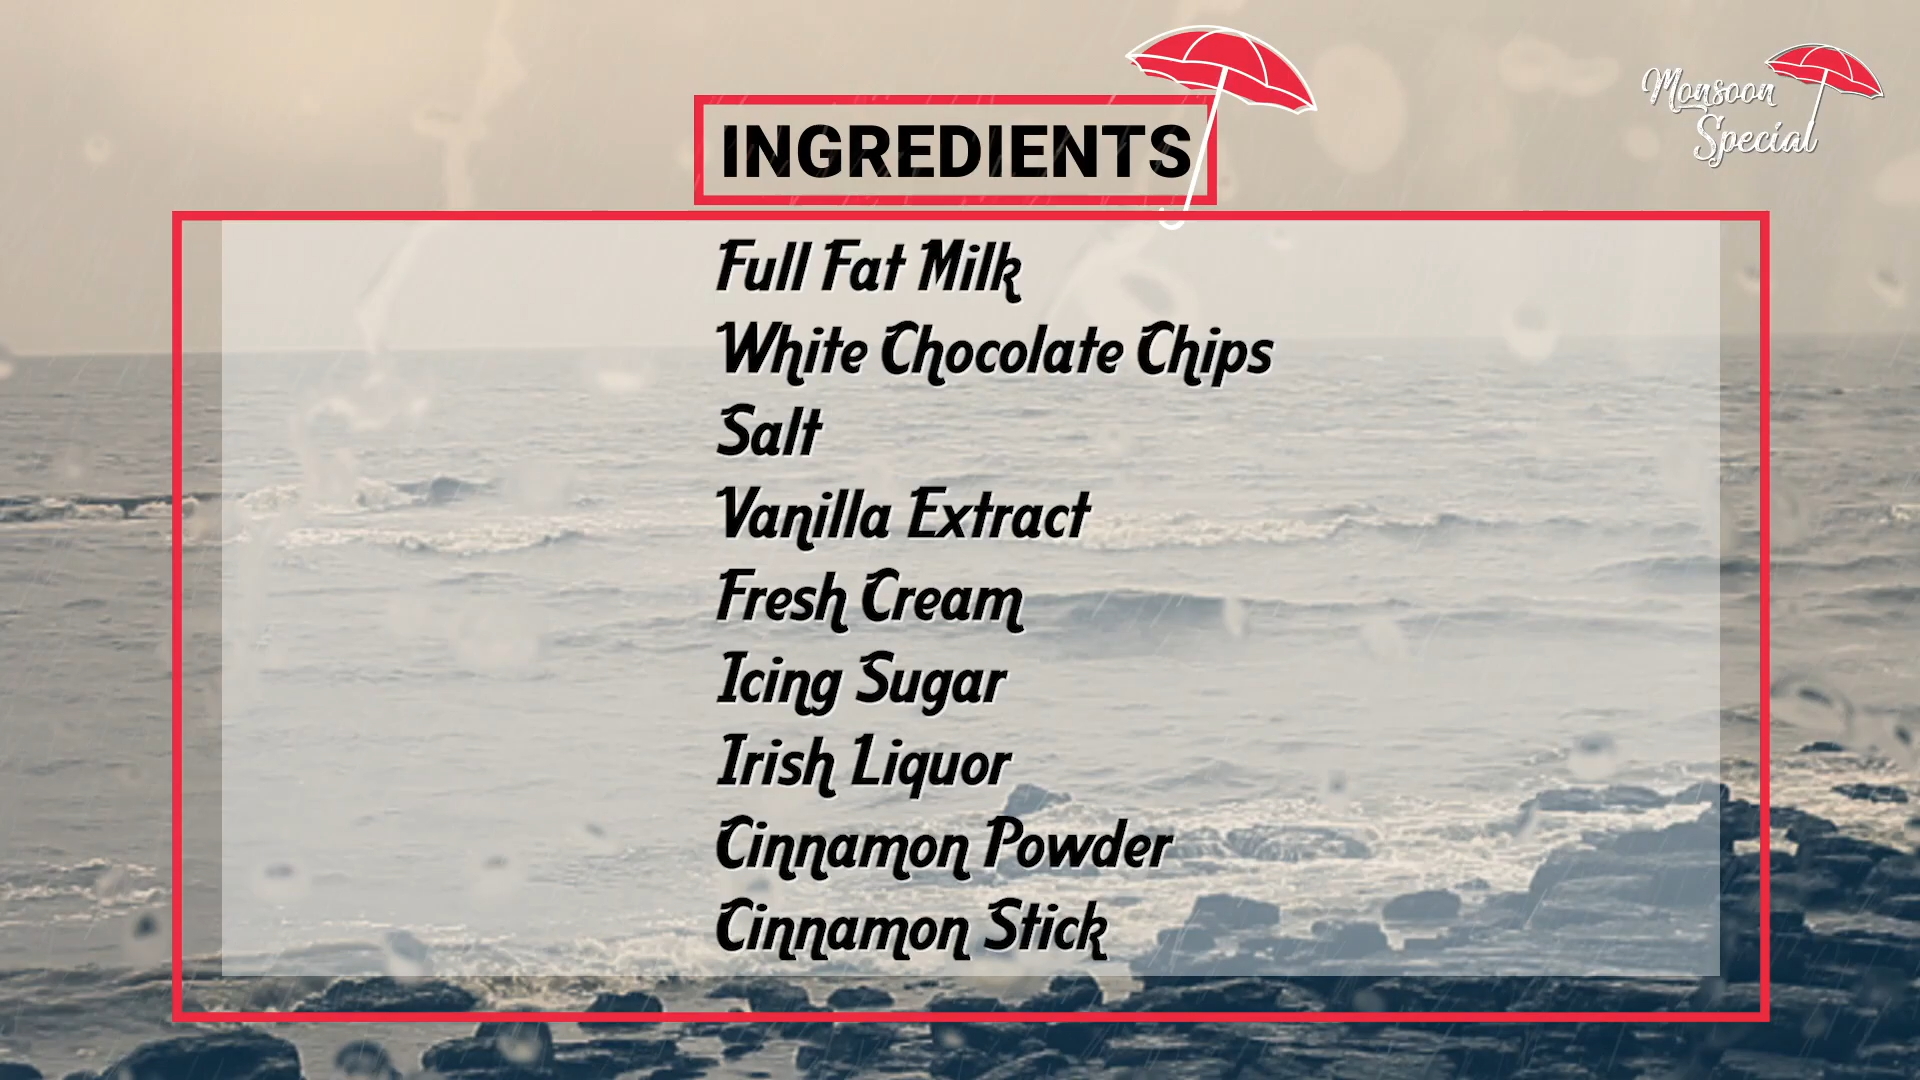 Monsoon
Special
INGREDIENTS
Full Fat Milk
White Chocolate Chips
Salt
Vanilla Extract
Fresh Cream
Icing Sugar
Irish Liquor
Cinnamon Powder
Cinnamon Stick